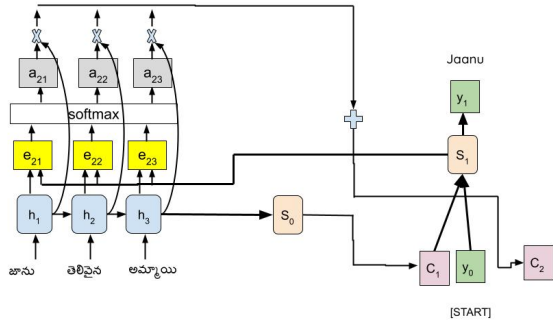 Jaanu
a21 a22 a23
y1
softmax
e21 e22 e23
S1
h1 h2 h3
S0
C1 y0 C2
జాను తెలివైన అమ్మాయి
[START]